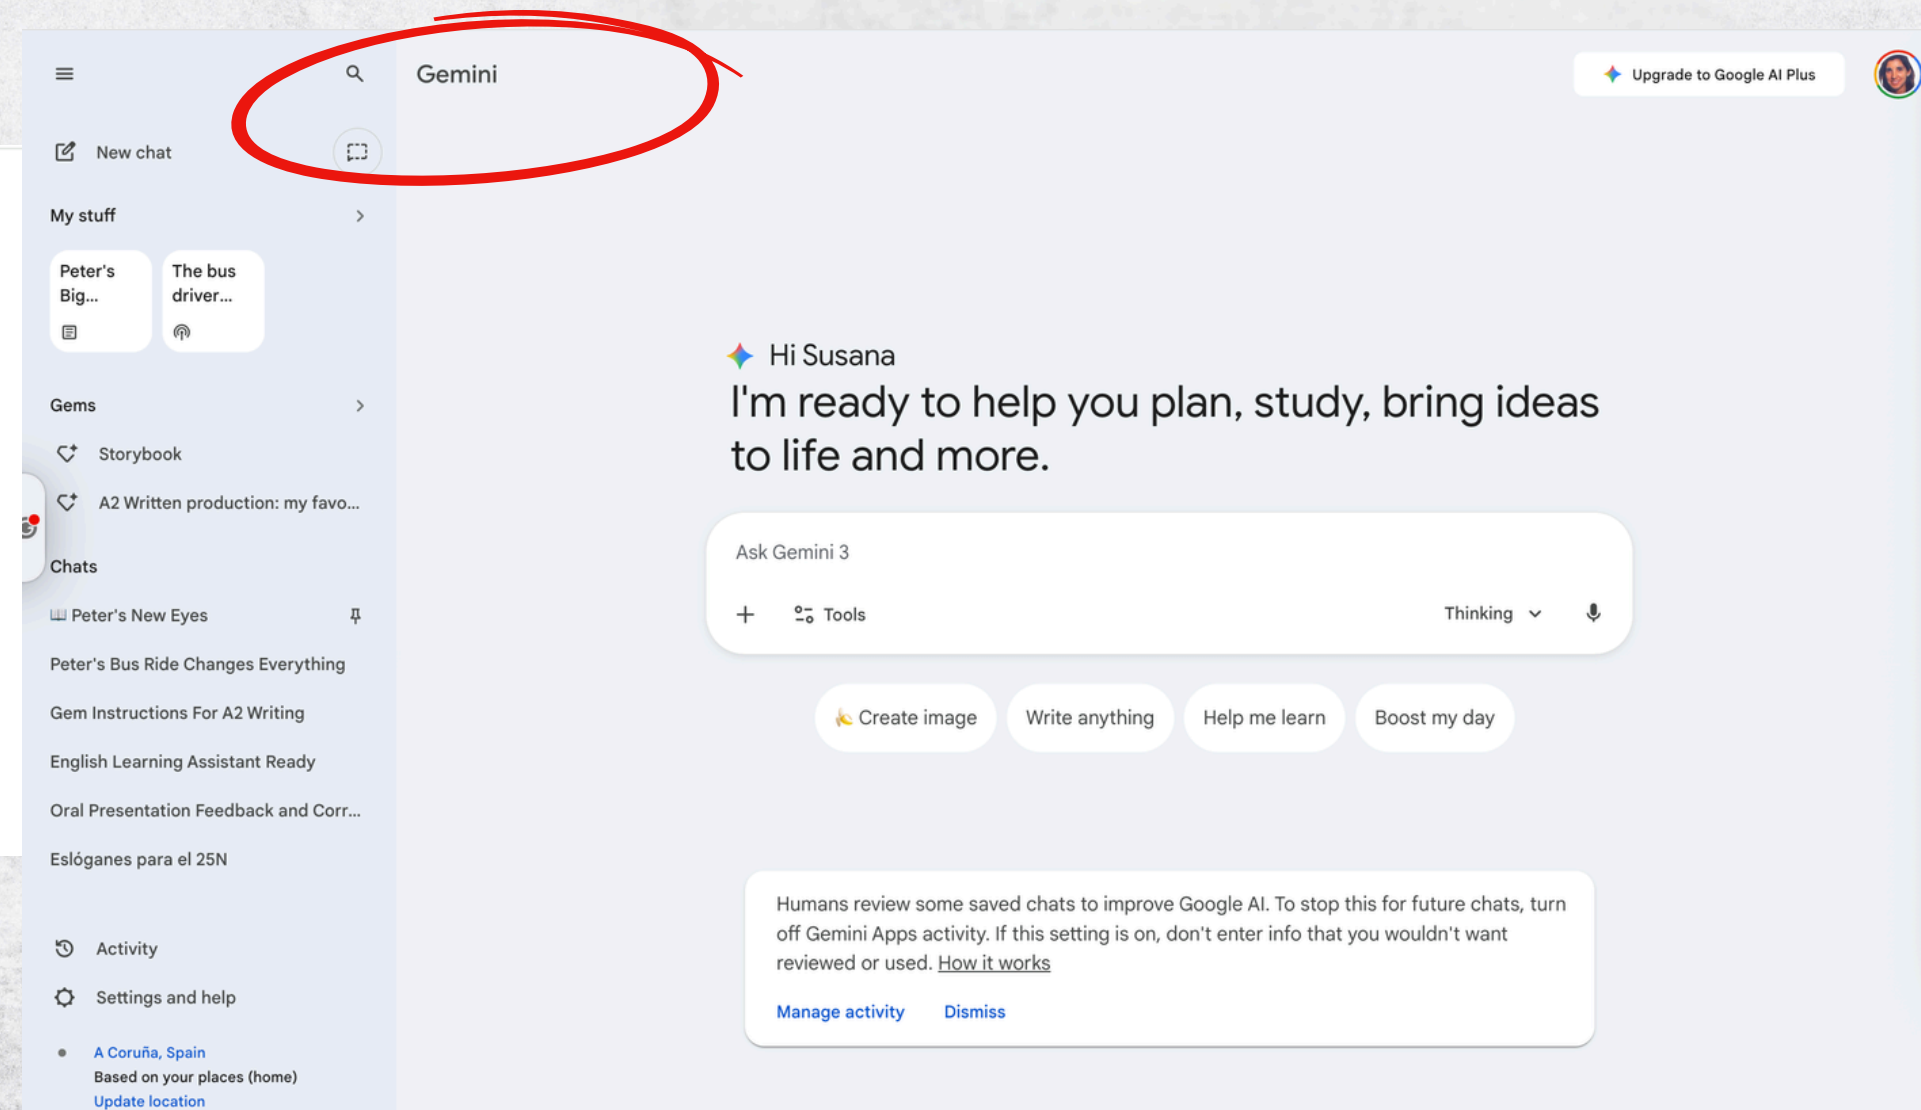 Gemini
Upgrade to Google AI Plus
New chat
My stuff
Peter's
Big...
The bus
driver...
Gems
Storybook
A2 Written production: my favo...
Chats
📖 Peter's New Eyes
Peter's Bus Ride Changes Everything
Gem Instructions For A2 Writing
English Learning Assistant Ready
Oral Presentation Feedback and Corr...
Eslóganes para el 25N
Activity
Settings and help
A Coruña, Spain
Based on your places (home)
Update location
Hi Susana
I'm ready to help you plan, study, bring ideas
to life and more.
Ask Gemini 3
Tools
Thinking
🍌 Create image
Write anything
Help me learn
Boost my day
Humans review some saved chats to improve Google AI. To stop this for future chats, turn
off Gemini Apps activity. If this setting is on, don't enter info that you wouldn't want
reviewed or used. How it works
Manage activity
Dismiss